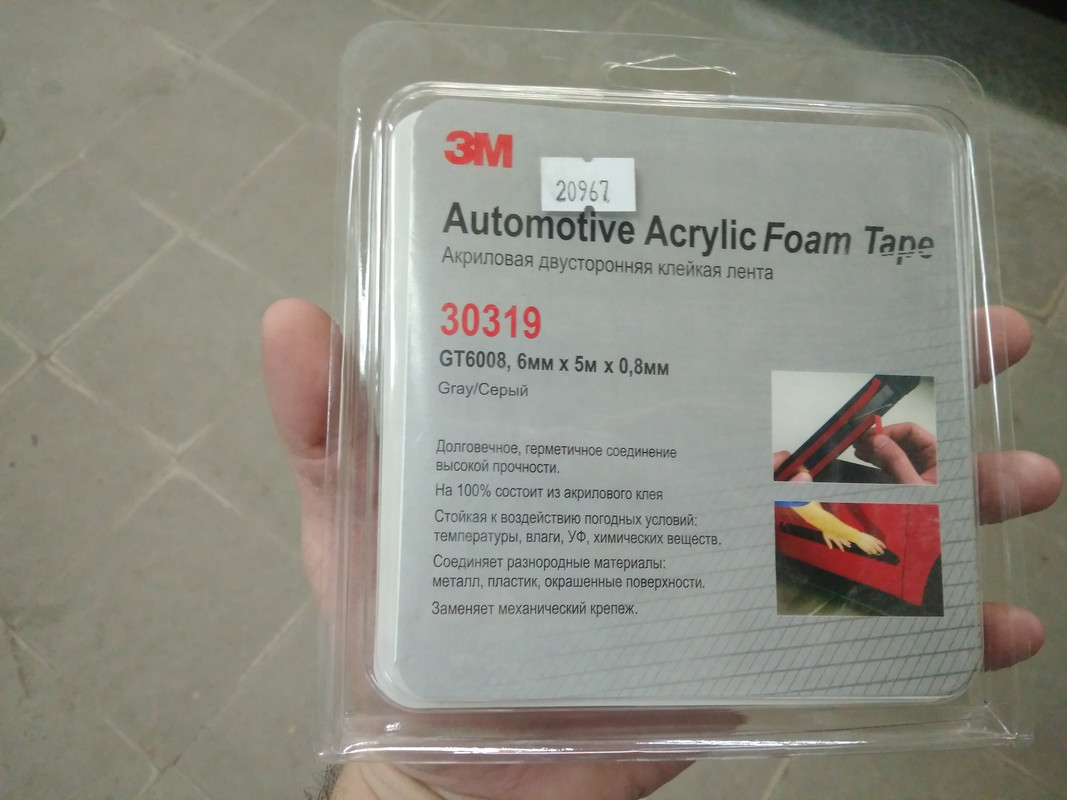 3M
20967
Automotive Acrylic Foam Tape
Акриловая двусторонняя клейкая лента
30319
GT6008, 6мм x 5м x 0,8мм
Gray/Серый
Долговечное, герметичное соединение
высокой прочности.
На 100% состоит из акрилового клея
Стойкая к воздействию погодных условий:
температуры, влаги, УФ, химических веществ.
Соединяет разнородные материалы:
металл, пластик, окрашенные поверхности.
Заменяет механический крепеж.